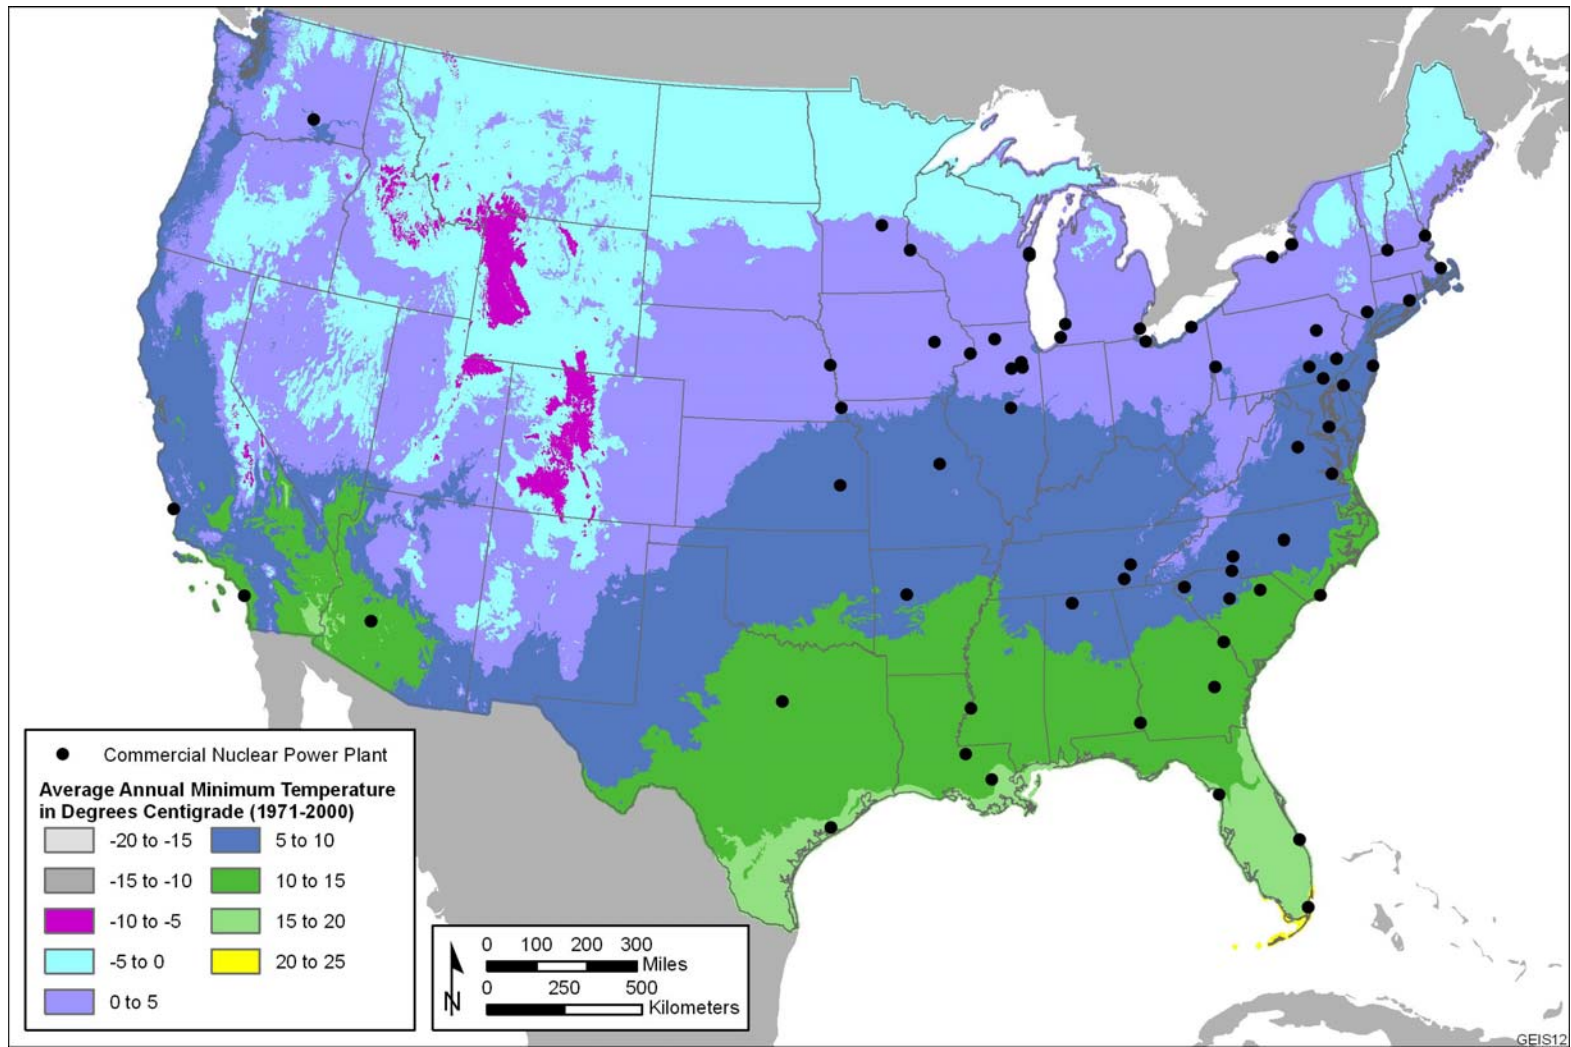 Commercial Nuclear Power Plant
Average Annual Minimum Temperature
in Degrees Centigrade (1971-2000)
-20 to -15
5 to 10
-15 to -10
10 to 15
-10 to -5
15 to 20
-5 to 0
20 to 25
0 to 5
N
0 100 200 300
Miles
0 250 500
Kilometers
GEIS12